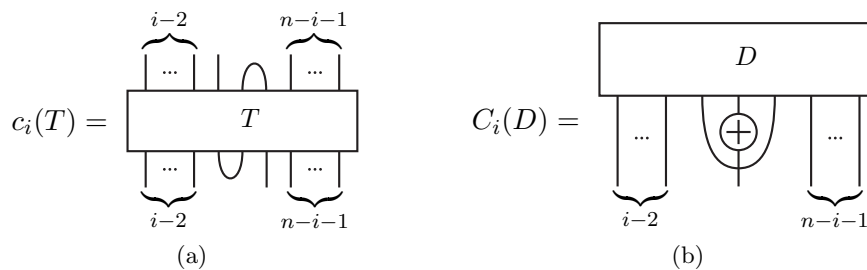 i−2 n−i−1
... ...
c_i(T) = T
... ...
i−2 n−i−1
(a)
D
C_i(D) =
... ...
+
i−2 n−i−1
(b)